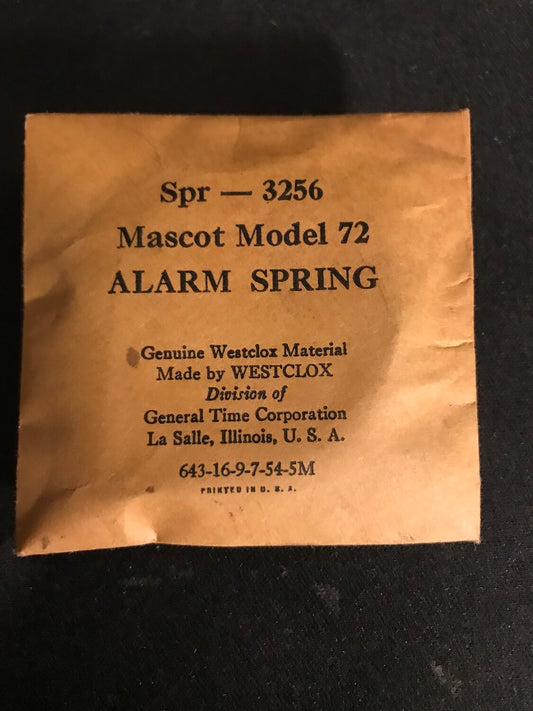 Spr — 3256
Mascot Model 72
ALARM SPRING
Genuine Westclox Material
Made by WESTCLOX
Division of
General Time Corporation
La Salle, Illinois, U. S. A.
643-16-9-7-54-5M
PRINTED IN U. S. A.